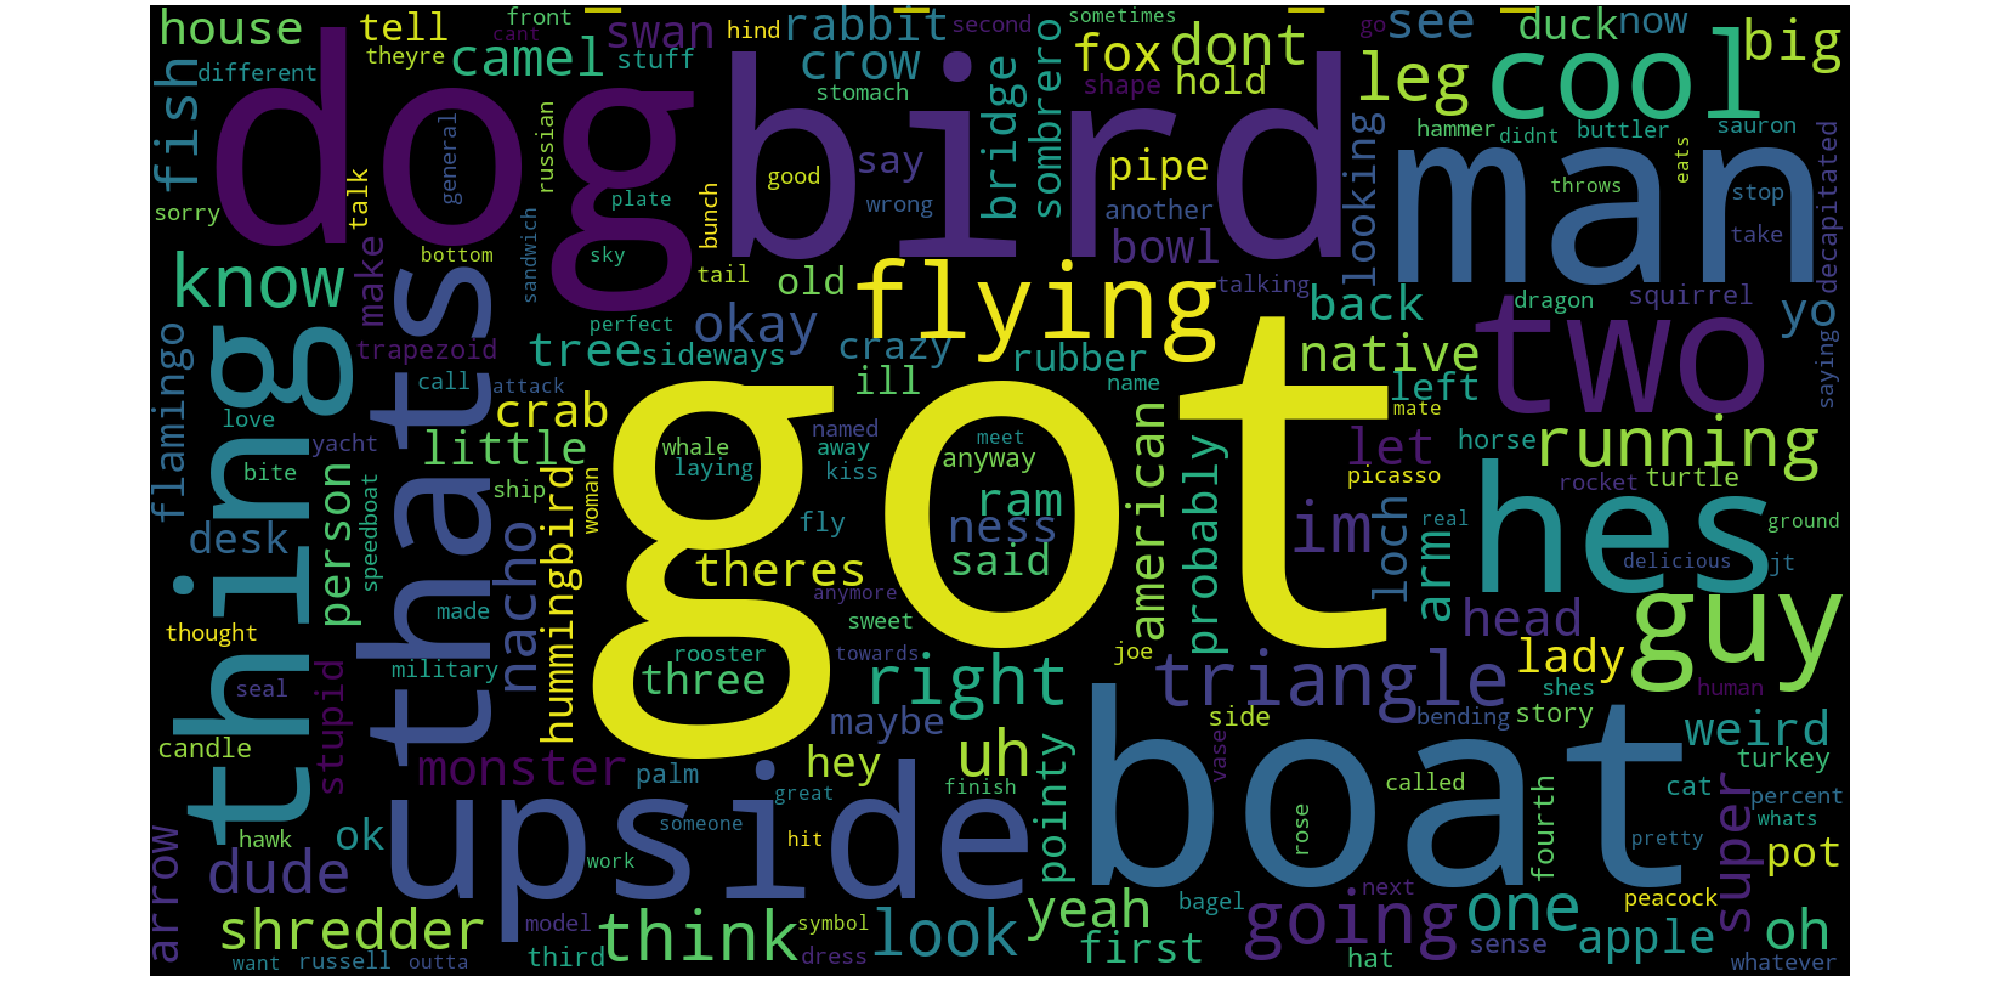 house
tell
front
cant
swan
hind
rabbit
second
sometimes
go
see
duck
now
big
theyre
camel
stuff
crow
fox
dont
leg
cool
different
fish
dog
bird
stomach
bridge
sombrero
shape
hold
looking
hammer
didnt
buttler
sauron
man
general
russian
good
say
pipe
eats
throws
stop
decapitated
sorry
talk
plate
bunch
wrong
another
take
know
make
bottom
sandwich
sky
tail
old
flying
bowl
talking
back
dragon
squirrel
yo
flamingo
thing
thats
trapezoid
perfect
tree
sideways
okay
crazy
rubber
native
two
call
attack
ill
name
left
saying
love
crab
got
mate
yacht
little
whale
named
meet
american
probably
let
horse
running
bite
person
speedboat
ship
laying
away
anyway
kiss
picasso
rocket
turtle
desk
nacho
hummingbird
woman
fly
ram
ness
im
loch
arm
real
hes
ground
made
theres
said
delicious
jt
thought
anymore
sweet
head
guy
military
rooster
towards
joe
lady
seal
stupid
three
right
triangle
shes
human
maybe
side
bending
story
weird
candle
monster
palm
hey
uh
pointy
vase
turkey
upside
great
finish
boat
called
fourth
cat
super
percent
arrow
hawk
ok
someone
hit
rose
pretty
whats
dude
work
pot
shredder
model
think
symbol
look
yeah
bagel
next
going
one
peacock
apple
oh
want
russell
outta
third
dress
first
hat
sense
whatever